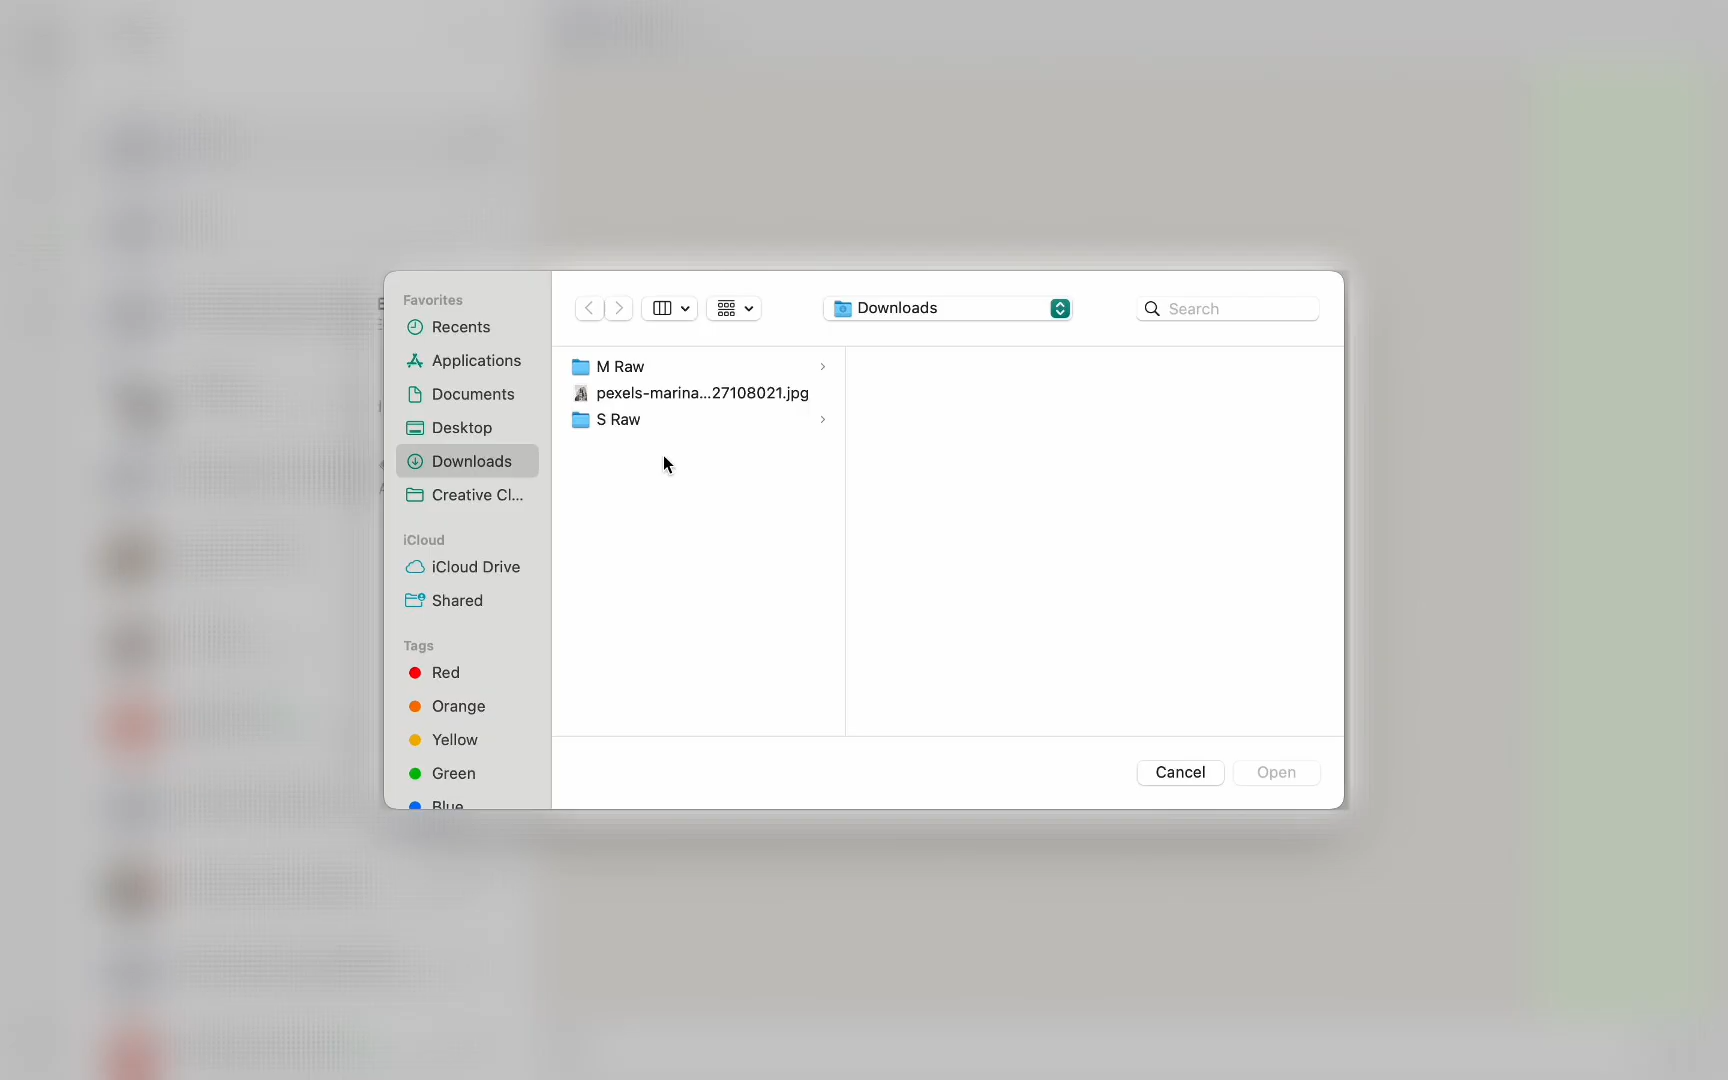 Favorites
Recents
Applications
Documents
Desktop
Downloads
Creative Cl...
iCloud
iCloud Drive
Shared
Tags
Red
Orange
Yellow
Green
Blue
Downloads
Search
M Raw
pexels-marina...27108021.jpg
S Raw
Cancel
Open